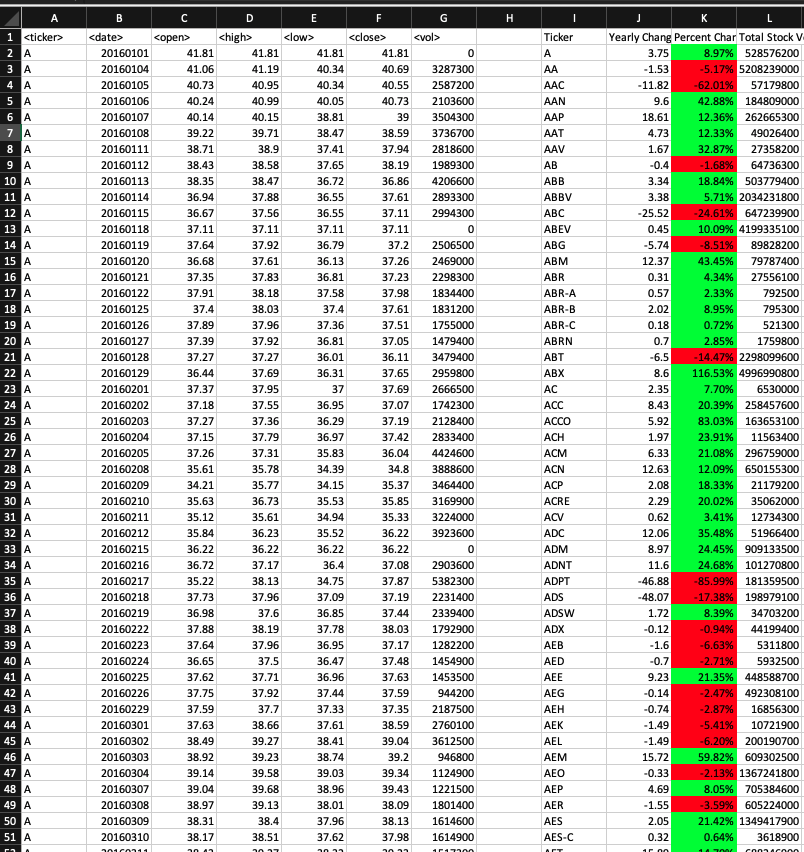 A B C D E F G H I J K L
1 <ticker> <date> <open> <high> <low> <close> <vol> Ticker Yearly Chang Percent Char Total Stock V
2 A 20160101 41.81 41.81 41.81 41.81 0 A 3.75 8.97% 528576200
3 A 20160104 41.06 41.19 40.34 40.69 3287300 AA -1.53 -5.17% 5208239000
4 A 20160105 40.73 40.95 40.34 40.55 2587200 AAC -11.82 -62.01% 57179800
5 A 20160106 40.24 40.99 40.05 40.73 2103600 AAN 9.6 42.88% 184809000
6 A 20160107 40.14 40.15 38.81 39 3504300 AAP 18.61 12.36% 262665300
7 A 20160108 39.22 39.71 38.47 38.59 3736700 AAT 4.73 12.33% 49026400
8 A 20160111 38.71 38.9 37.41 37.94 2818600 AAV 1.67 32.87% 27358200
9 A 20160112 38.43 38.58 37.65 38.19 1989300 AB -0.4 -1.68% 64736300
10 A 20160113 38.35 38.47 36.72 36.86 4206600 ABB 3.34 18.84% 503779400
11 A 20160114 36.94 37.88 36.55 37.61 2893300 ABBV 3.38 5.71% 2034231800
12 A 20160115 36.67 37.56 36.55 37.11 2994300 ABC -25.52 -24.61% 647239900
13 A 20160118 37.11 37.11 37.11 37.11 0 ABEV 0.45 10.09% 4199335100
14 A 20160119 37.64 37.92 36.79 37.2 2506500 ABG -5.74 -8.51% 89828200
15 A 20160120 36.68 37.61 36.13 37.26 2469000 ABM 12.37 43.45% 79787400
16 A 20160121 37.35 37.83 36.81 37.23 2298300 ABR 0.31 4.34% 27556100
17 A 20160122 37.91 38.18 37.58 37.98 1834400 ABR-A 0.57 2.33% 792500
18 A 20160125 37.4 38.03 37.4 37.61 1831200 ABR-B 2.02 8.95% 795300
19 A 20160126 37.89 37.96 37.36 37.51 1755000 ABR-C 0.18 0.72% 521300
20 A 20160127 37.39 37.92 36.81 37.05 1479400 ABRN 0.7 2.85% 1759800
21 A 20160128 37.27 37.27 36.01 36.11 3479400 ABT -6.5 -14.47% 2298099600
22 A 20160129 36.44 37.69 36.31 37.65 2959800 ABX 8.6 116.53% 4996990800
23 A 20160201 37.37 37.95 37 37.69 2666500 AC 2.35 7.70% 6530000
24 A 20160202 37.18 37.55 36.95 37.07 1742300 ACC 8.43 20.39% 258457600
25 A 20160203 37.27 37.36 36.29 37.19 2128400 ACCO 5.92 83.03% 163653100
26 A 20160204 37.15 37.79 36.97 37.42 2833400 ACH 1.97 23.91% 11563400
27 A 20160205 37.26 37.31 35.83 36.04 4424600 ACM 6.33 21.08% 296759000
28 A 20160208 35.61 35.78 34.39 34.8 3888600 ACN 12.63 12.09% 650155300
29 A 20160209 34.21 37.77 34.15 35.37 3464400 ACP 2.08 18.33% 21179200
30 A 20160210 35.63 36.73 35.53 35.85 3169900 ACRE 2.29 20.02% 35062000
31 A 20160211 35.12 35.61 34.94 35.33 3224000 ACV 0.62 3.41% 12734300
32 A 20160212 35.84 36.23 35.52 36.22 3923600 ADC 12.06 35.48% 51966400
33 A 20160215 36.22 36.22 36.22 36.22 0 ADM 8.97 24.45% 909133500
34 A 20160216 36.72 37.17 36.4 37.08 2903600 ADNT 11.6 24.68% 101270800
35 A 20160217 35.22 38.13 34.75 37.87 5382300 ADPT -46.88 -85.99% 181359500
36 A 20160218 37.73 37.96 37.09 37.19 2231400 ADS -48.07 -17.38% 198979100
37 A 20160219 36.98 37.6 36.85 37.44 2339400 ADSW 1.72 8.39% 34703200
38 A 20160222 37.88 38.19 37.78 38.03 1792900 ADX -0.12 -0.94% 44199400
39 A 20160223 37.64 37.96 36.95 37.17 1282200 AEB -1.6 -6.63% 5311800
40 A 20160224 36.65 37.5 36.47 37.48 1454900 AED -0.7 -2.71% 5932500
41 A 20160225 37.62 37.71 36.96 37.63 1453500 AEE 9.23 21.35% 448588700
42 A 20160226 37.75 37.92 37.44 37.59 944200 AEG -0.14 -2.47% 492308100
43 A 20160229 37.59 37.7 37.33 37.35 2187500 AEH -0.74 -2.87% 16856300
44 A 20160301 37.63 38.66 37.61 38.59 2760100 AEK -1.49 -5.41% 10721900
45 A 20160302 38.49 39.27 38.41 39.04 3612500 AEL -1.49 -6.20% 200190700
46 A 20160303 38.92 39.23 38.74 39.2 946800 AEM 15.72 59.82% 609302500
47 A 20160304 39.14 39.58 39.03 39.34 1124900 AEO -0.33 -2.13% 1367241800
48 A 20160307 39.04 39.68 38.96 39.43 1221500 AEP 4.69 8.05% 705384600
49 A 20160308 38.97 39.13 38.01 38.09 1801400 AER -1.55 -3.59% 605224000
50 A 20160309 38.31 38.4 37.96 38.13 1614600 AES 2.05 21.42% 1349417900
51 A 20160310 38.17 38.51 37.62 37.98 1614900 AES-C 0.32 0.64% 3618900